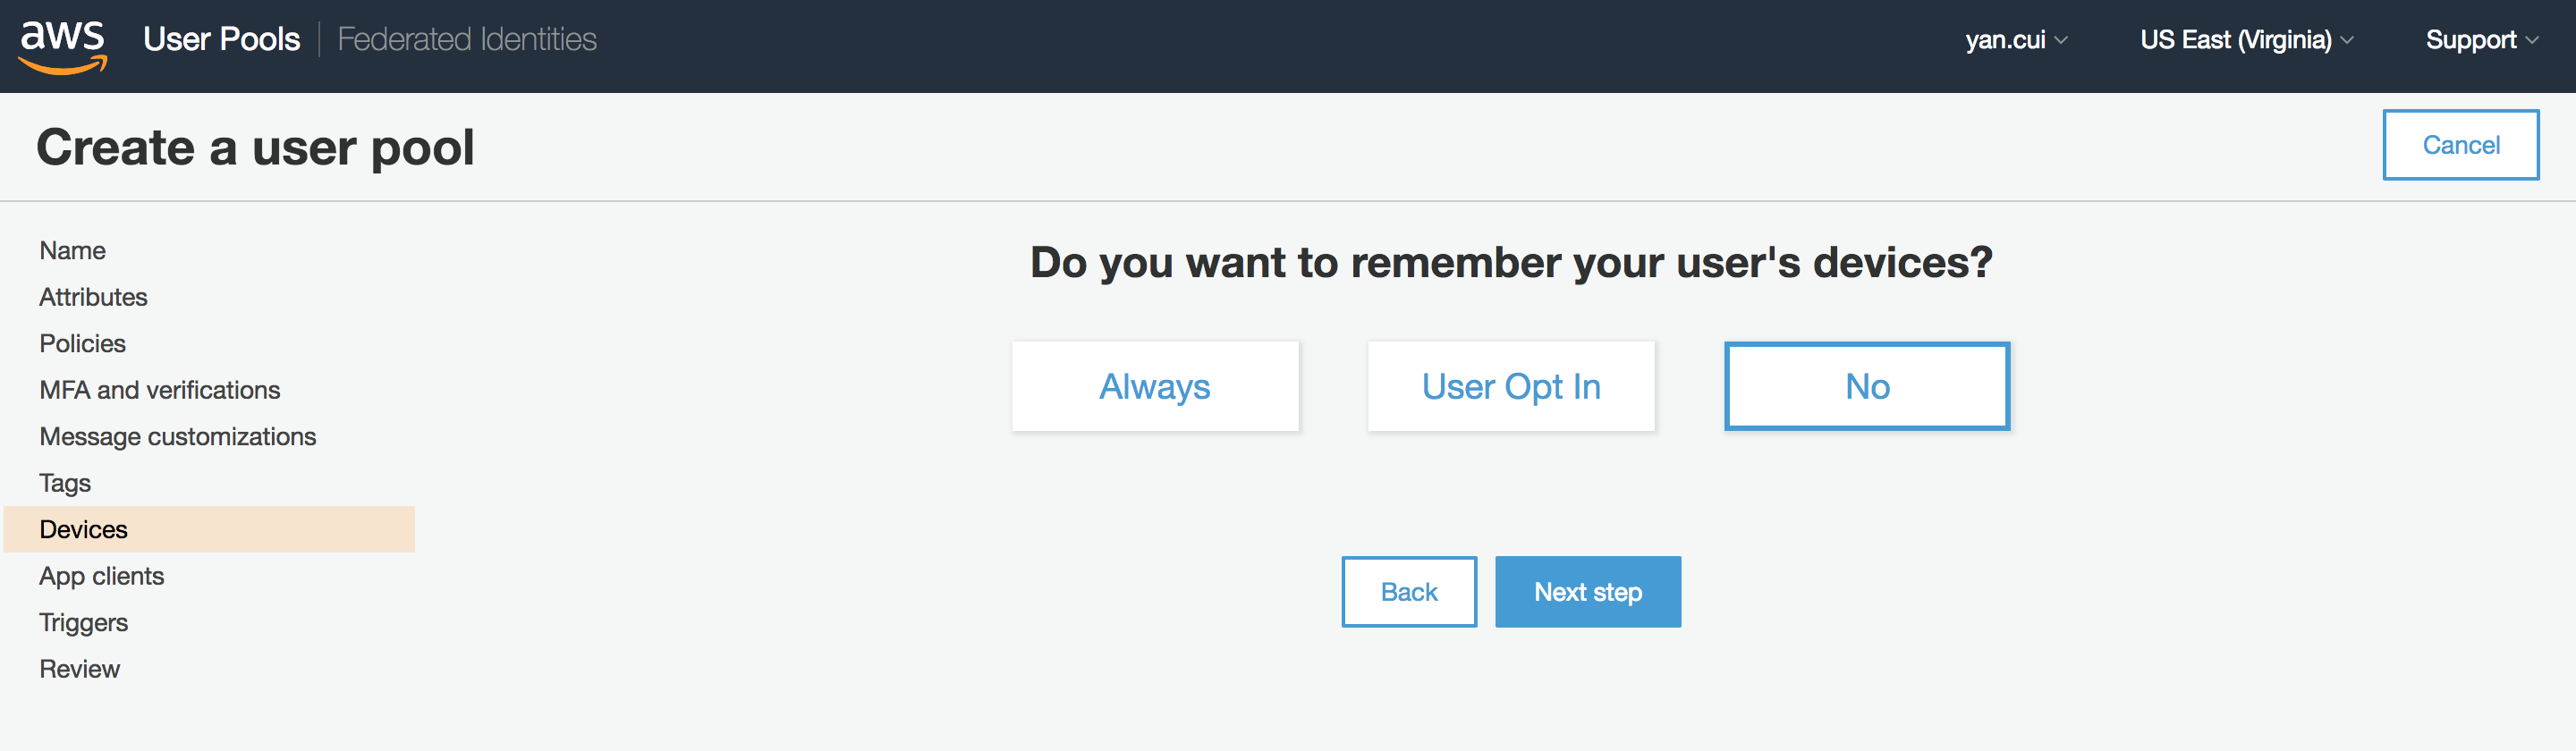 aws User Pools Federated Identities yan.cui US East (Virginia) Support
Create a user pool Cancel
Name
Attributes
Policies
MFA and verifications
Message customizations
Tags
Devices
App clients
Triggers
Review
Do you want to remember your user's devices?
Always User Opt In No
Back Next step